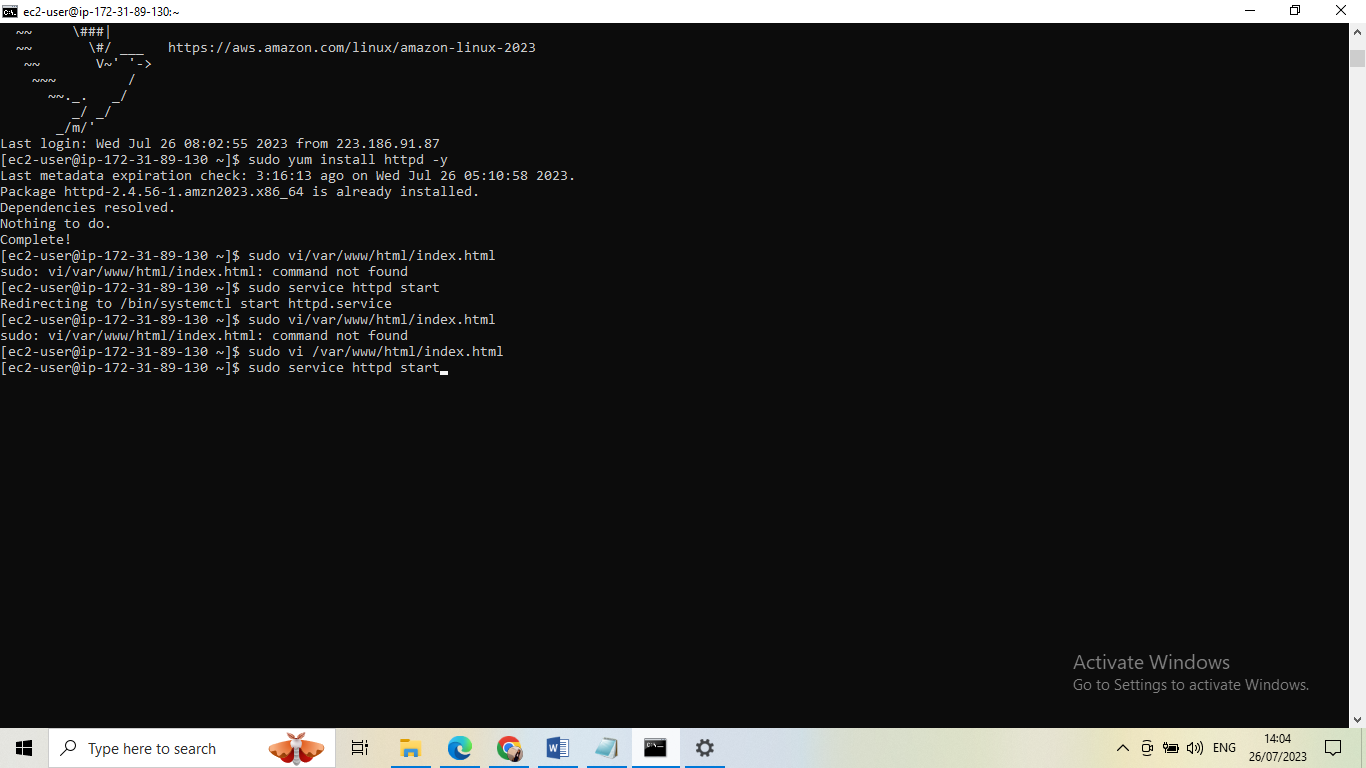 ec2-user@ip-172-31-89-130:~
~~      \###|
~~        \#/ ___   https://aws.amazon.com/linux/amazon-linux-2023
~~       V~' '->
~~~         /
~~._.   _/
_/ _/
_/m/'
Last login: Wed Jul 26 08:02:55 2023 from 223.186.91.87
[ec2-user@ip-172-31-89-130 ~]$ sudo yum install httpd -y
Last metadata expiration check: 3:16:13 ago on Wed Jul 26 05:10:58 2023.
Package httpd-2.4.56-1.amzn2023.x86_64 is already installed.
Dependencies resolved.
Nothing to do.
Complete!
[ec2-user@ip-172-31-89-130 ~]$ sudo vi/var/www/html/index.html
sudo: vi/var/www/html/index.html: command not found
[ec2-user@ip-172-31-89-130 ~]$ sudo service httpd start
Redirecting to /bin/systemctl start httpd.service
[ec2-user@ip-172-31-89-130 ~]$ sudo vi/var/www/html/index.html
sudo: vi/var/www/html/index.html: command not found
[ec2-user@ip-172-31-89-130 ~]$ sudo vi /var/www/html/index.html
[ec2-user@ip-172-31-89-130 ~]$ sudo service httpd start
Activate Windows
Go to Settings to activate Windows.
Type here to search
ENG
14:04
26/07/2023